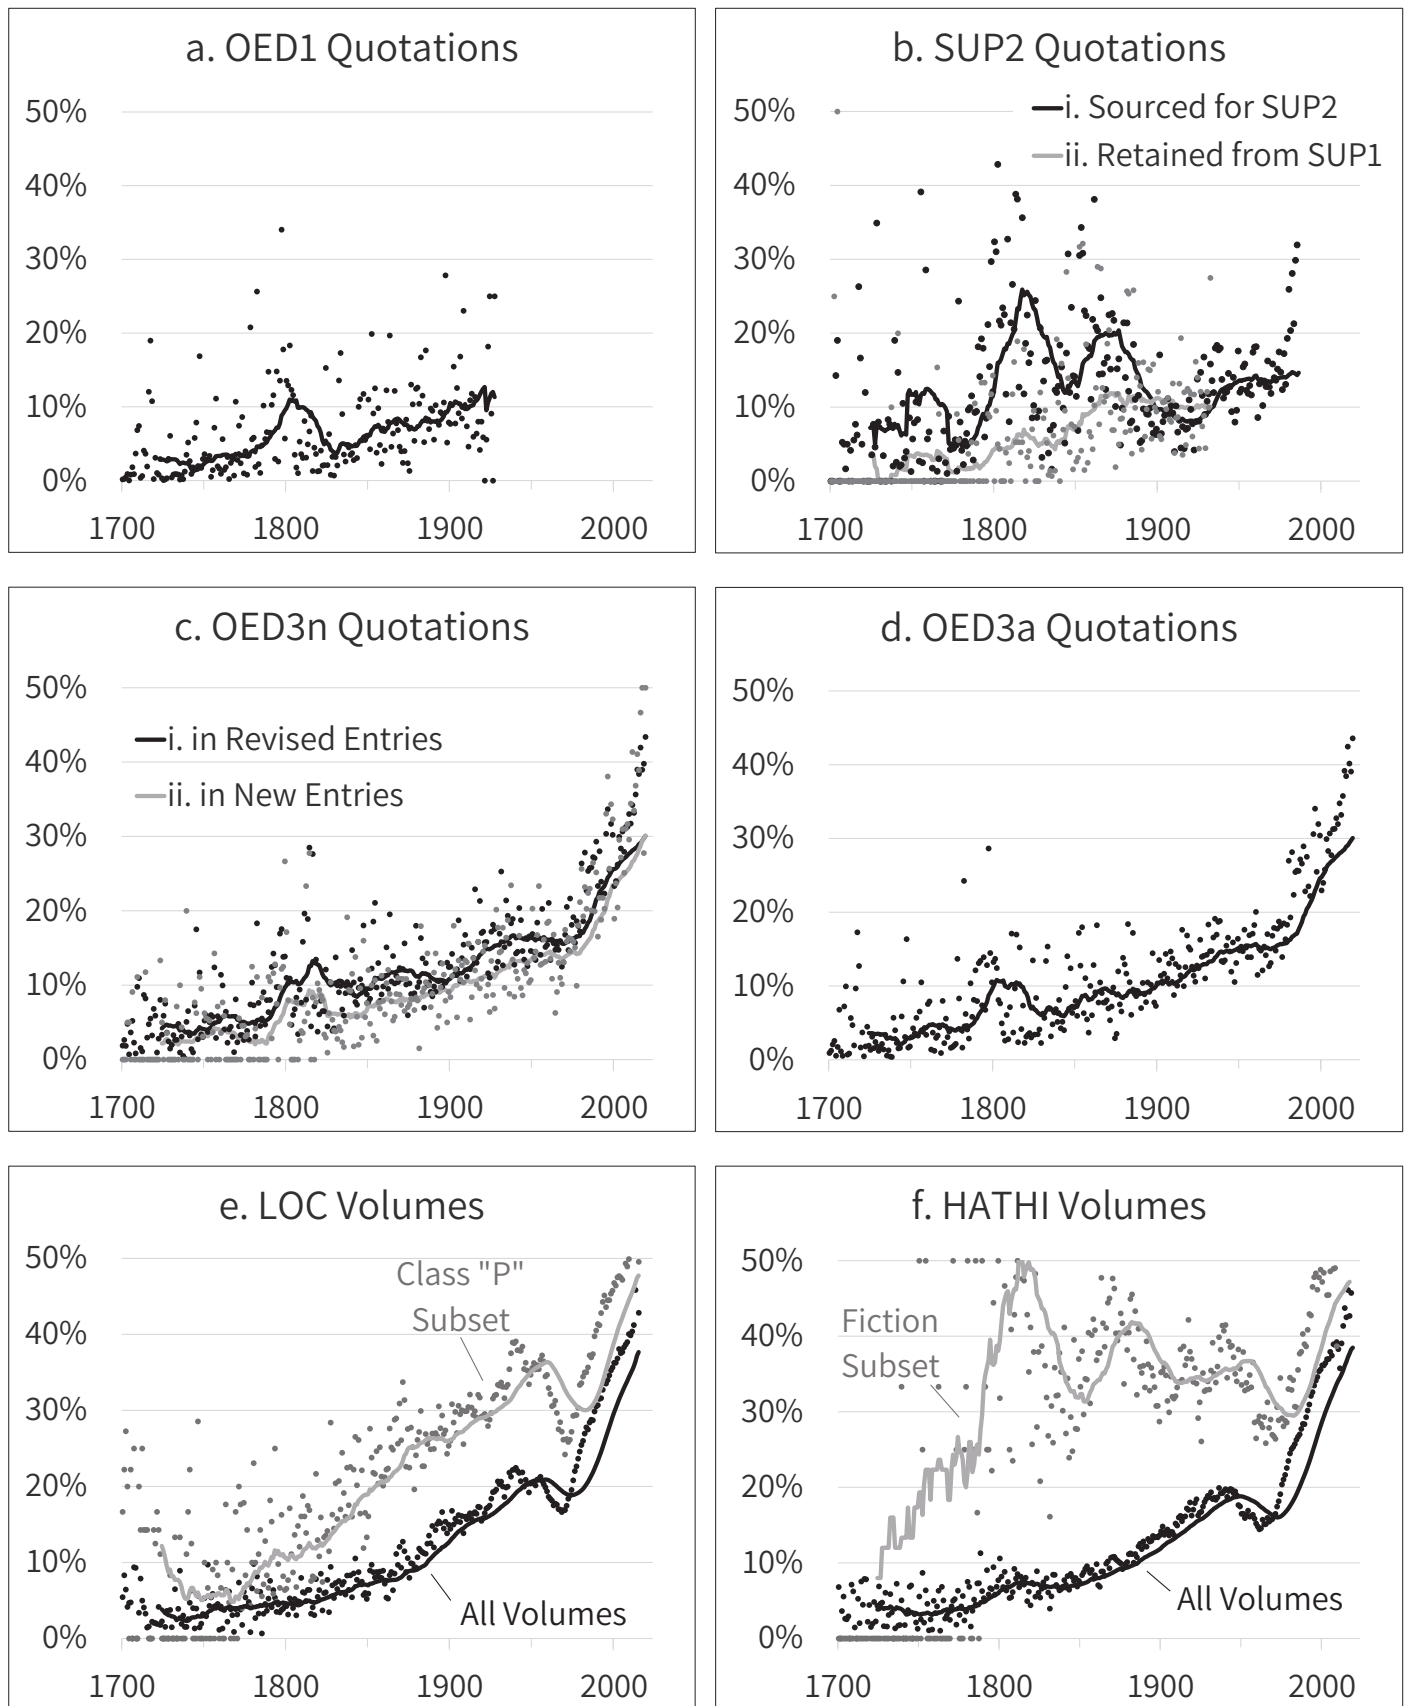 a. OED1 Quotations
50%
40%
30%
20%
10%
0%
1700 1800 1900 2000
b. SUP2 Quotations
50%
40%
30%
20%
10%
0%
i. Sourced for SUP2
ii. Retained from SUP1
1700 1800 1900 2000
c. OED3n Quotations
50%
40%
30%
20%
10%
0%
i. in Revised Entries
ii. in New Entries
1700 1800 1900 2000
d. OED3a Quotations
50%
40%
30%
20%
10%
0%
1700 1800 1900 2000
e. LOC Volumes
50%
40%
30%
20%
10%
0%
Class "P"
Subset
All Volumes
1700 1800 1900 2000
f. HATHI Volumes
50%
40%
30%
20%
10%
0%
Fiction
Subset
All Volumes
1700 1800 1900 2000